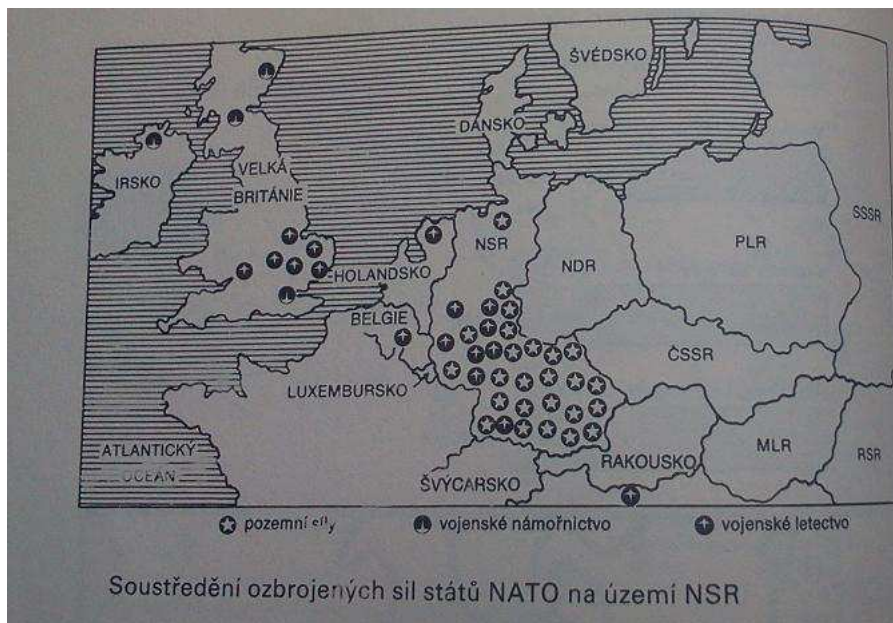 ŠVÉDSKO
DÁNSKO
IRSKO
VELKÁ
BRITÁNIE
SSSR
NSR
PLR
NDR
HOLANDSKO
BELGIE
ČSSR
LUXEMBURSKO
ATLANTICKÝ
OCEÁN
ŠVÝCARSKO
RAKOUSKO
MLR
RSR
pozemní síly
vojenské námořnictvo
vojenské letectvo
Soustředění ozbrojených sil států NATO na území NSR